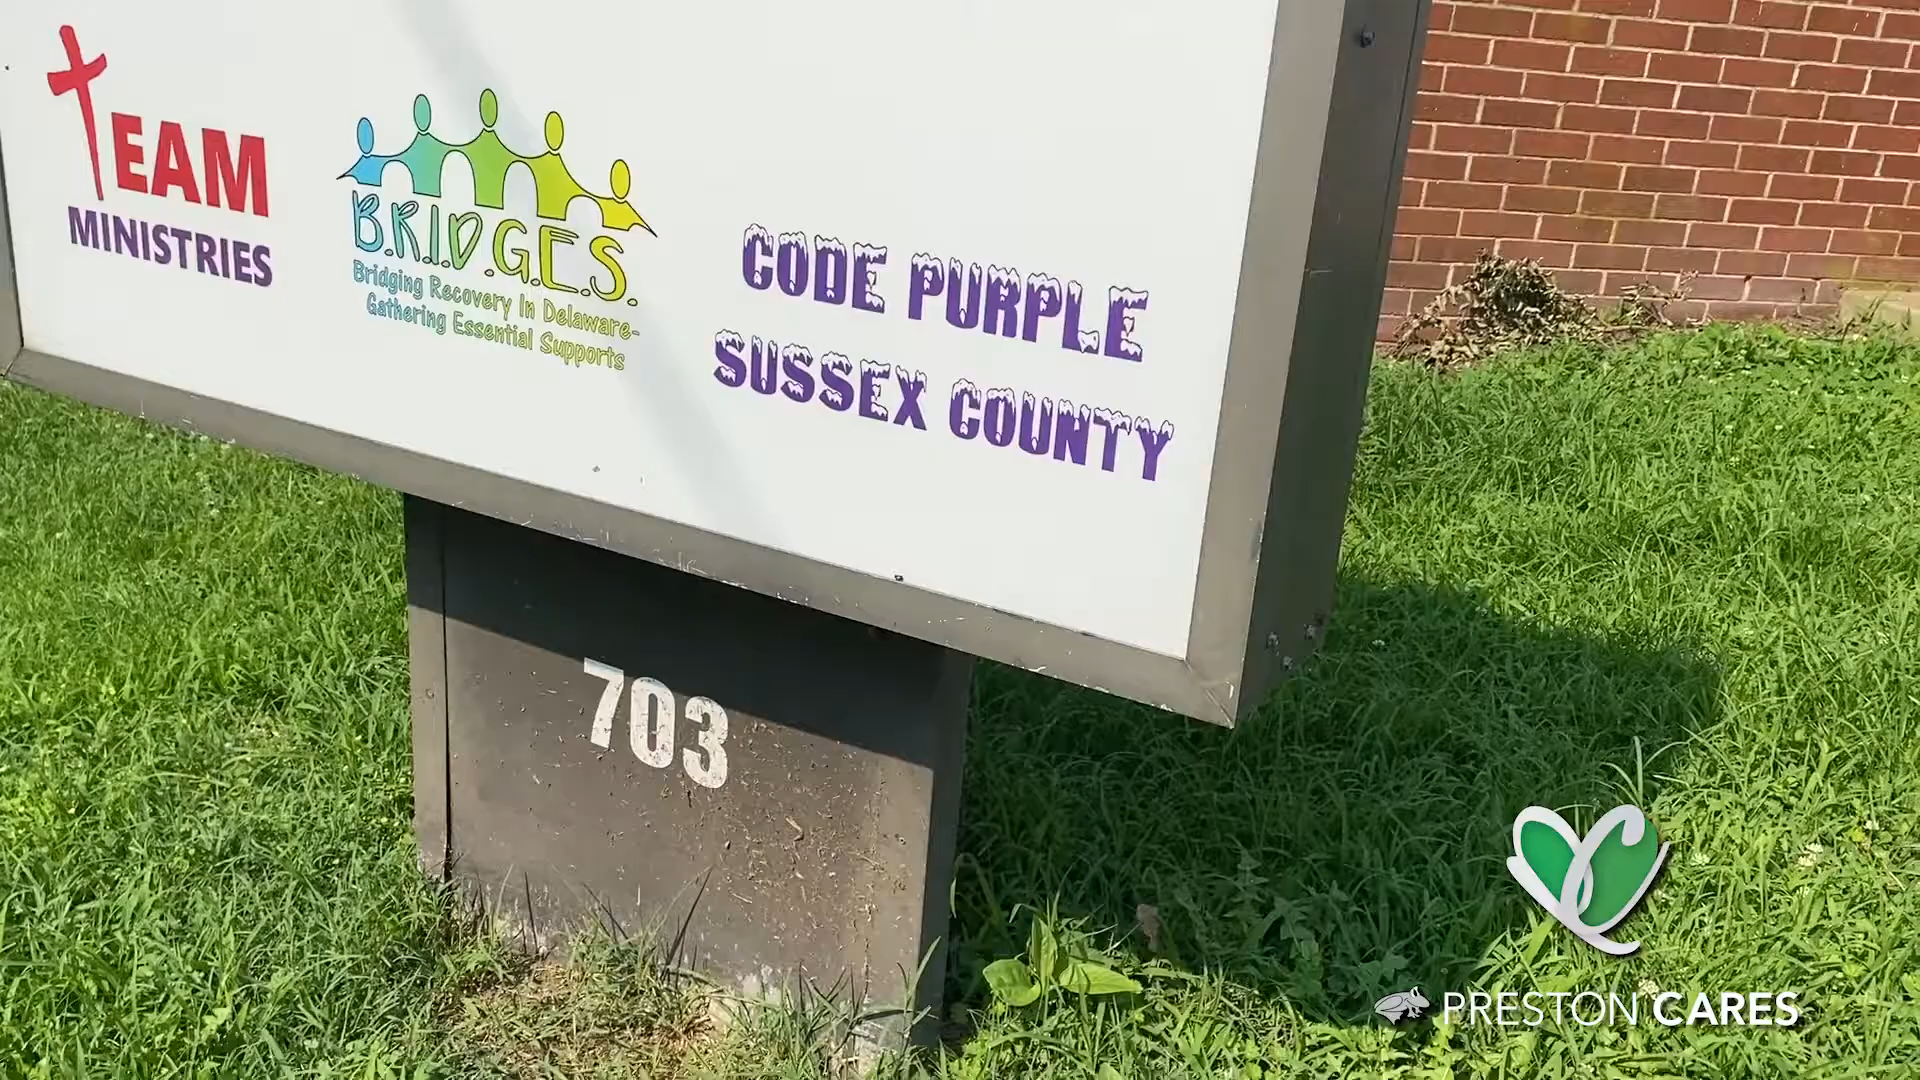 TEAM
MINISTRIES
B.R.I.D.G.E.S.
Bridging Recovery In Delaware-
Gathering Essential Supports
CODE PURPLE
SUSSEX COUNTY
703
PRESTON CARES